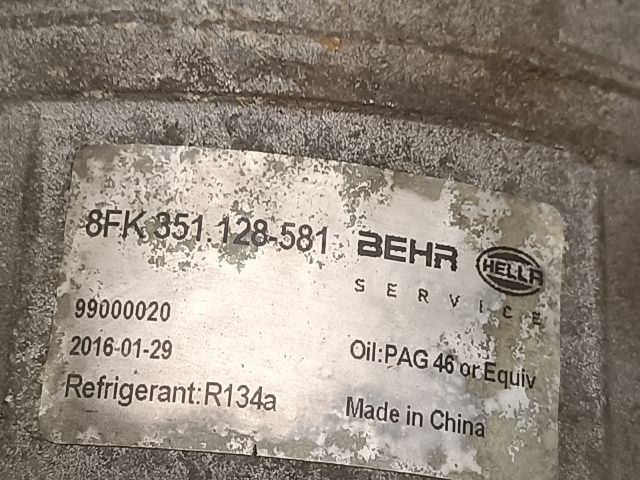 8FK 351.128-581 BEHR HELLA
SERVICE
99000020
2016-01-29
Oil:PAG 46 or Equiv
Refrigerant:R134a
Made in China